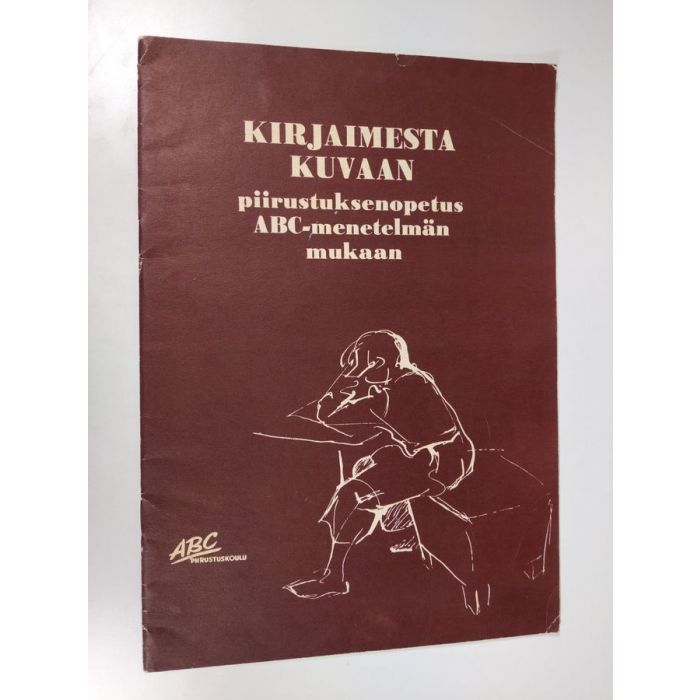 KIRJAIMESTA
KUVAAN
piirustuksenopetus
ABC-menetelmän
mukaan
ABC
PIIRUSTUSKOULU